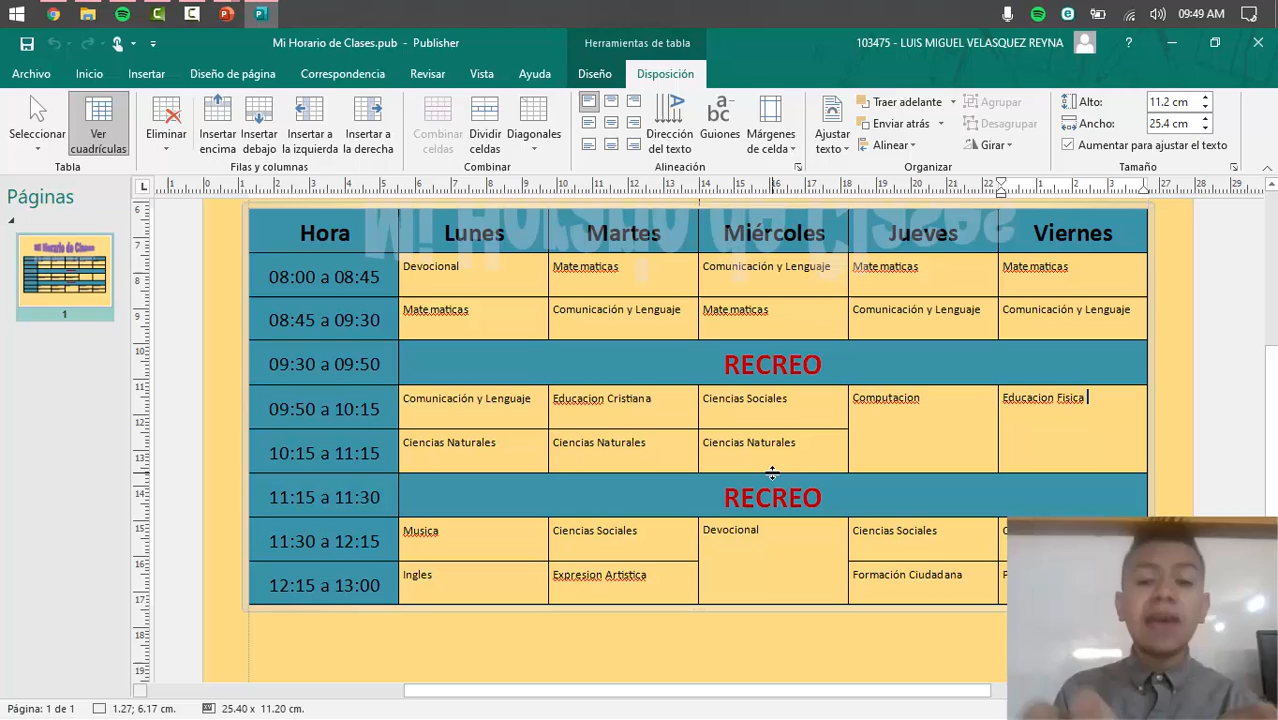 09:49 AM
Mi Horario de Clases.pub - Publisher
Herramientas de tabla
103475 - LUIS MIGUEL VELASQUEZ REYNA
?
Archivo Inicio Insertar Diseño de página Correspondencia Revisar Vista Ayuda Diseño Disposición
Seleccionar
Ver cuadrículas
Tabla
Eliminar
Insertar encima
Insertar debajo
Insertar a la izquierda
Insertar a la derecha
Filas y columnas
Combinar celdas
Dividir celdas
Diagonales
Combinar
Dirección del texto
Guiones
Márgenes de celda
Alineación
Ajustar texto
Traer adelante
Enviar atrás
Alinear
Agrupar
Desagrupar
Girar
Organizar
Alto: 11.2 cm
Ancho: 25.4 cm
Aumentar para ajustar el texto
Tamaño
Páginas
Mi Horario de Clases
1
Mi Horario de Clases
Hora Lunes Martes Miércoles Jueves Viernes
08:00 a 08:45 Devocional Matematicas Comunicación y Lenguaje Matematicas Matematicas
08:45 a 09:30 Matematicas Comunicación y Lenguaje Matematicas Comunicación y Lenguaje Comunicación y Lenguaje
09:30 a 09:50 RECREO
09:50 a 10:15 Comunicación y Lenguaje Educacion Cristiana Ciencias Sociales Computacion Educacion Fisica
10:15 a 11:15 Ciencias Naturales Ciencias Naturales Ciencias Naturales
11:15 a 11:30 RECREO
11:30 a 12:15 Musica Ciencias Sociales Devocional Ciencias Sociales
12:15 a 13:00 Ingles Expresion Artistica Formación Ciudadana
Página: 1 de 1 1.27; 6.17 cm. 25.40 x 11.20 cm.